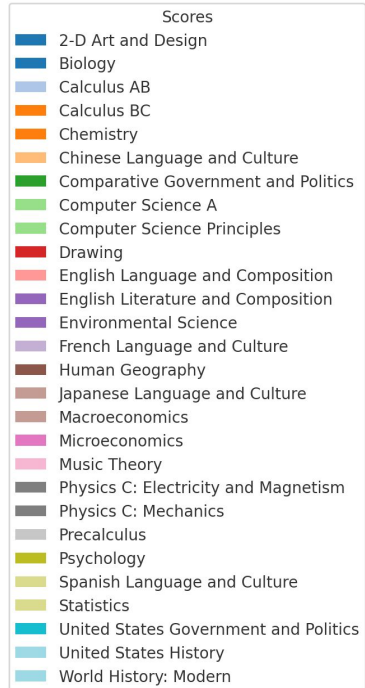 Scores
2-D Art and Design
Biology
Calculus AB
Calculus BC
Chemistry
Chinese Language and Culture
Comparative Government and Politics
Computer Science A
Computer Science Principles
Drawing
English Language and Composition
English Literature and Composition
Environmental Science
French Language and Culture
Human Geography
Japanese Language and Culture
Macroeconomics
Microeconomics
Music Theory
Physics C: Electricity and Magnetism
Physics C: Mechanics
Precalculus
Psychology
Spanish Language and Culture
Statistics
United States Government and Politics
United States History
World History: Modern